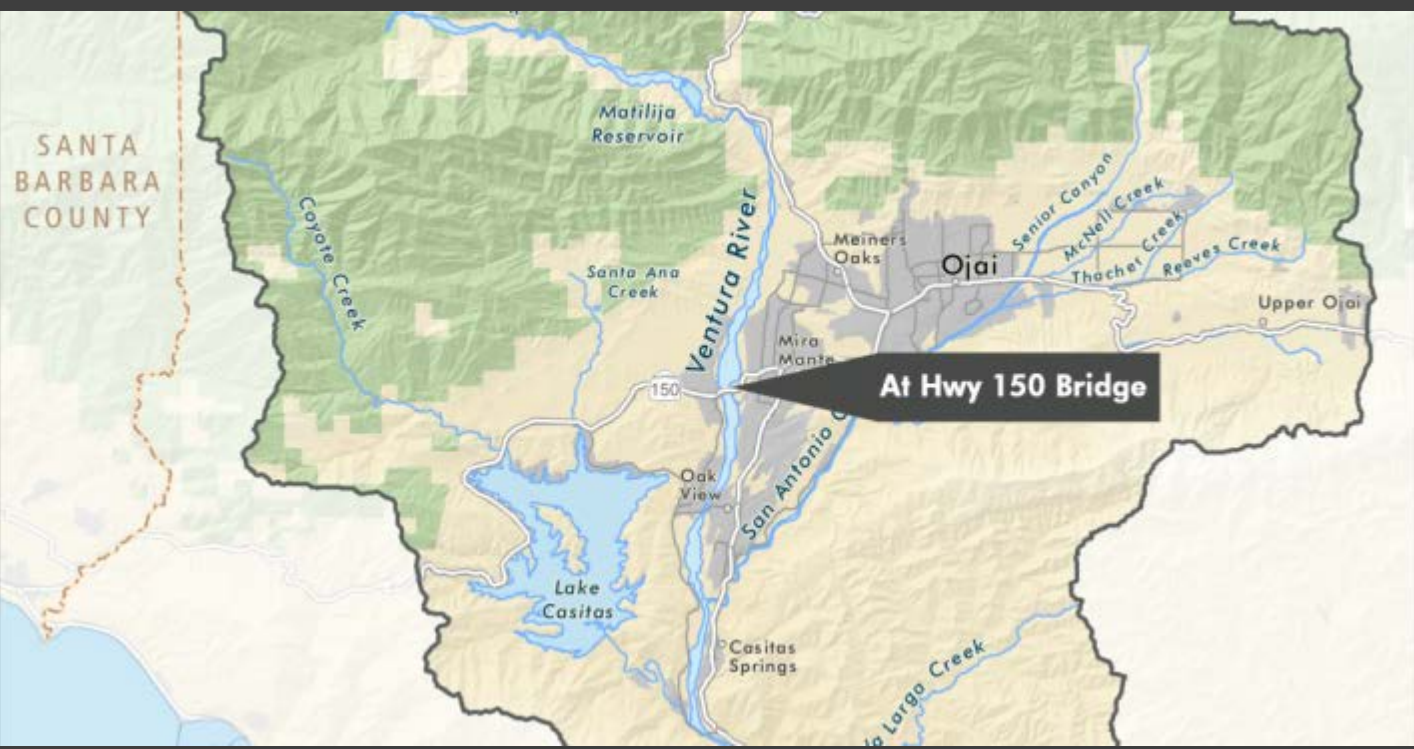 Matilija
Reservoir
SANTA
BARBARA
COUNTY
Coyote Creek
Santa Ana
Creek
Ventura River
Meiners
Oaks
Ojai
Senior Canyon
McNell Creek
Thacher Creek
Reeves Creek
Upper Ojai
Mira
Monte
150
At Hwy 150 Bridge
Oak
View
San Antonio
Lake
Casitas
Casitas
Springs
Larga Creek